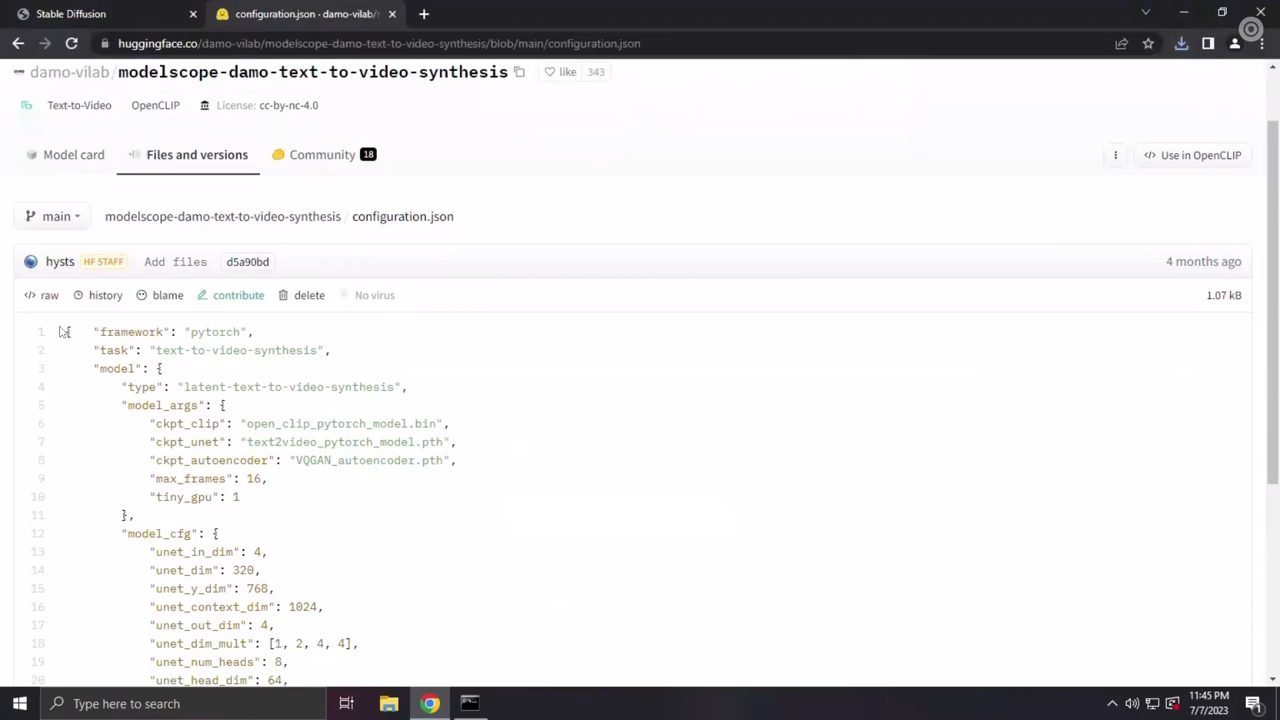 Stable Diffusion
configuration.json · damo-vilab/
huggingface.co/damo-vilab/modelscope-damo-text-to-video-synthesis/blob/main/configuration.json
damo-vilab/modelscope-damo-text-to-video-synthesis
like 343
Text-to-Video OpenCLIP License: cc-by-nc-4.0
Model card Files and versions Community 18
Use in OpenCLIP
main modelscope-damo-text-to-video-synthesis / configuration.json
hysts HF STAFF Add files d5a90bd 4 months ago
raw history blame contribute delete No virus 1.07 kB
1 { "framework": "pytorch",
2 "task": "text-to-video-synthesis",
3 "model": {
4 "type": "latent-text-to-video-synthesis",
5 "model_args": {
6 "ckpt_clip": "open_clip_pytorch_model.bin",
7 "ckpt_unet": "text2video_pytorch_model.pth",
8 "ckpt_autoencoder": "VQGAN_autoencoder.pth",
9 "max_frames": 16,
10 "tiny_gpu": 1
11 },
12 "model_cfg": {
13 "unet_in_dim": 4,
14 "unet_dim": 320,
15 "unet_y_dim": 768,
16 "unet_context_dim": 1024,
17 "unet_out_dim": 4,
18 "unet_dim_mult": [1, 2, 4, 4],
19 "unet_num_heads": 8,
20 "unet_head_dim": 64,
Type here to search
11:45 PM
7/7/2023
1